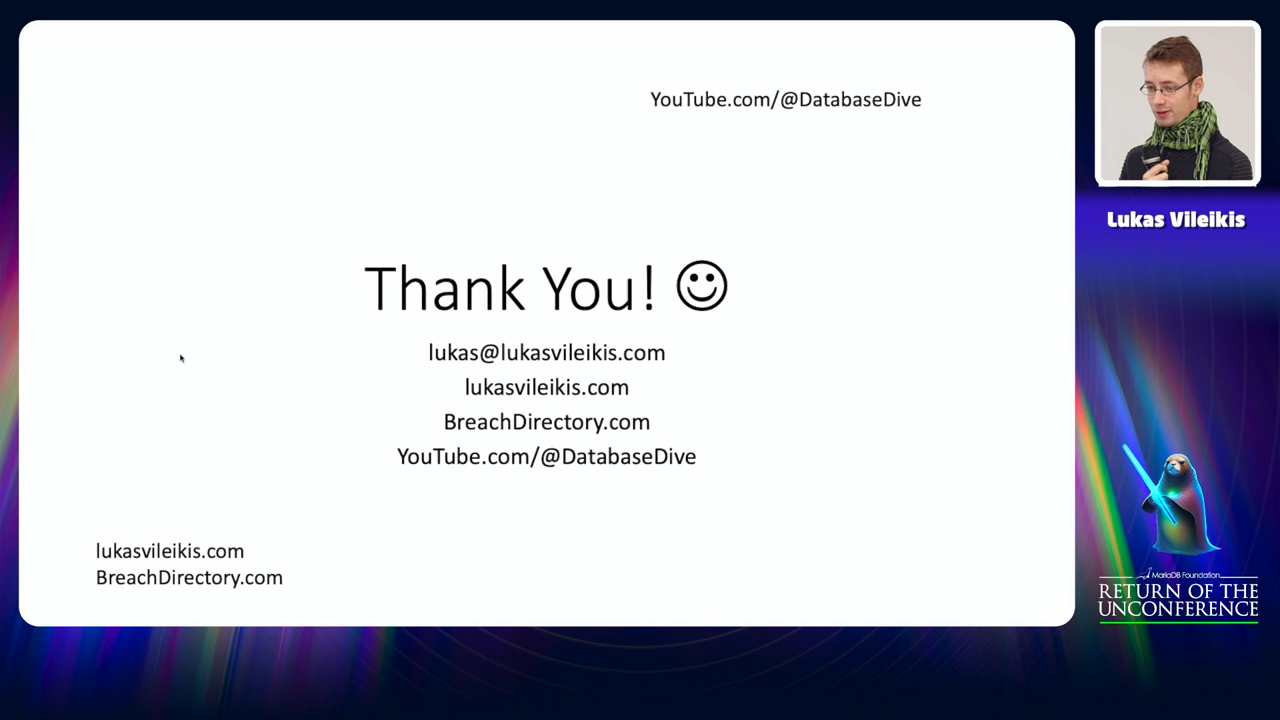 YouTube.com/@DatabaseDive
Thank You! ☺
lukas@lukasvileikis.com
lukasvileikis.com
BreachDirectory.com
YouTube.com/@DatabaseDive
lukasvileikis.com
BreachDirectory.com
Lukas Vileikis
MariaDB Foundation
RETURN OF THE
UNCONFERENCE